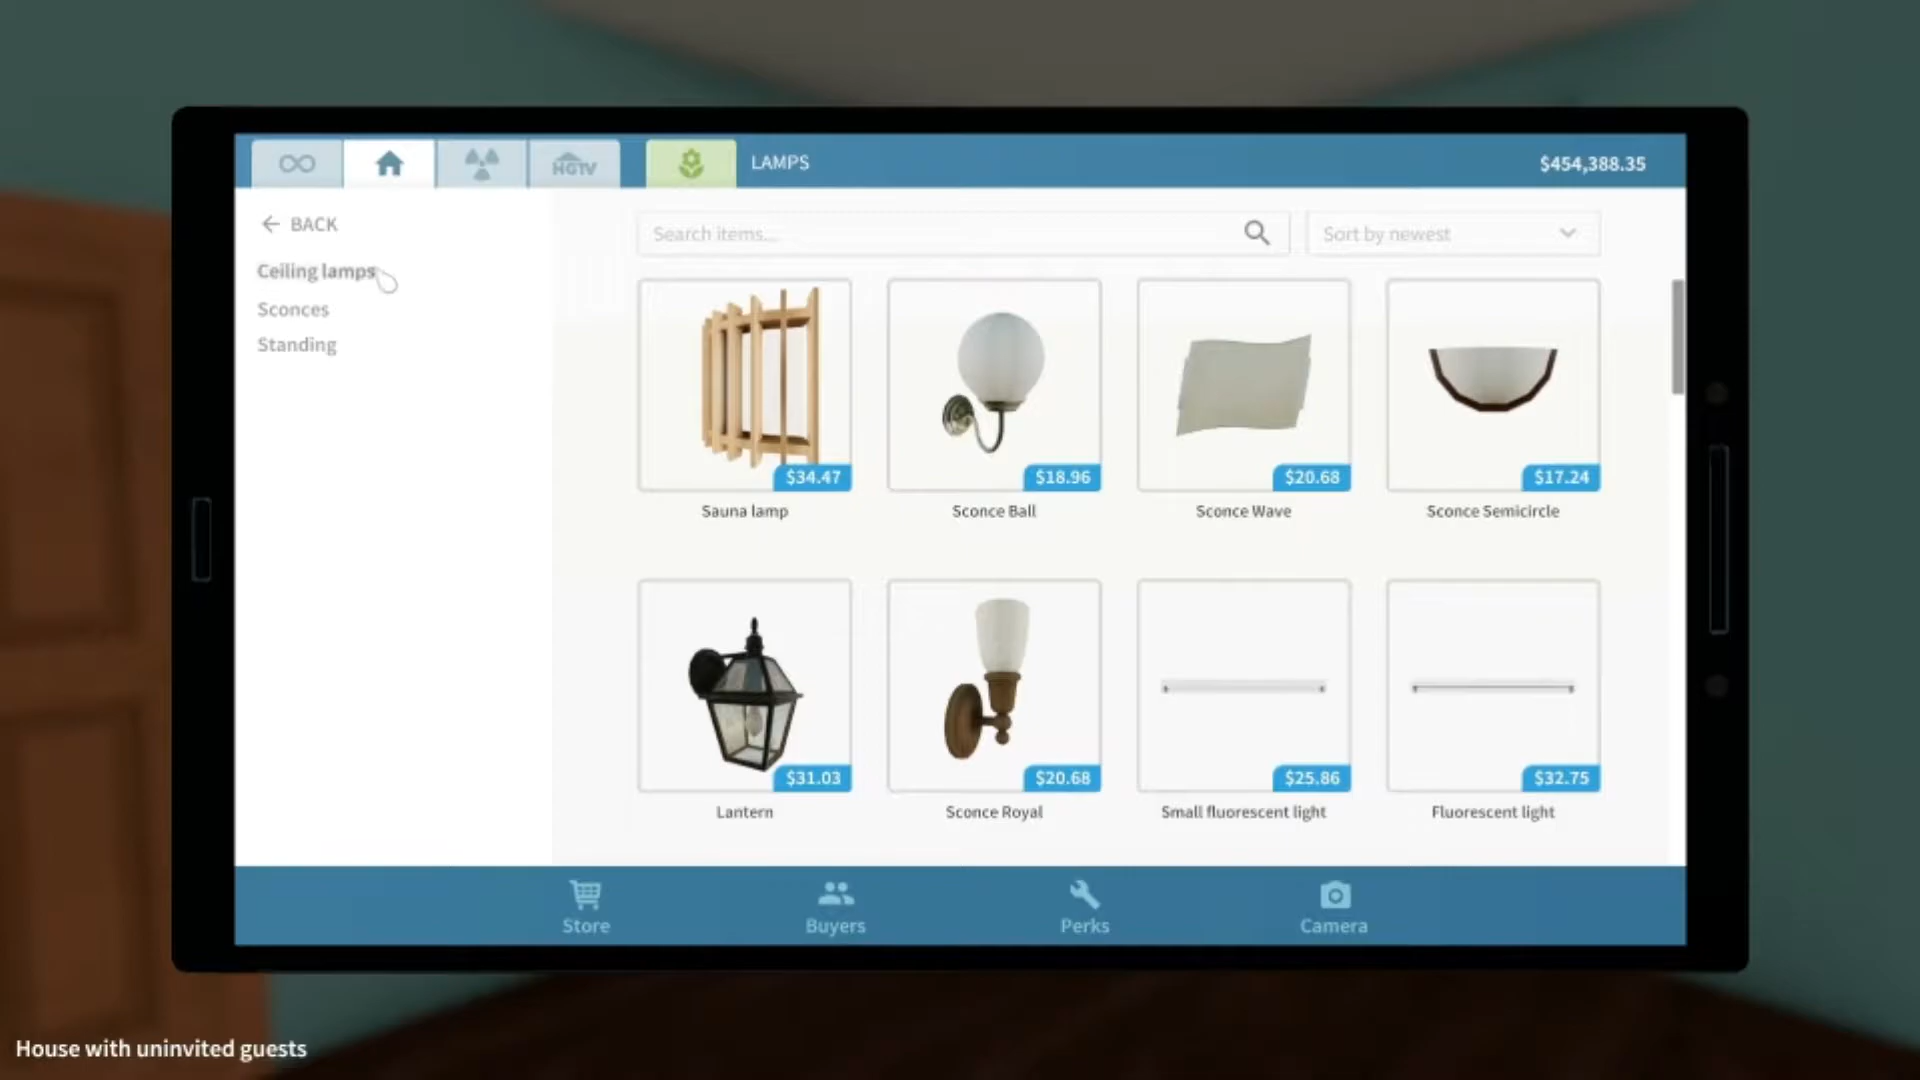 HGTV
LAMPS
$454,388.35
BACK
Ceiling lamps
Sconces
Standing
Search items...
Sort by newest
$34.47
$18.96
$20.68
$17.24
Sauna lamp
Sconce Ball
Sconce Wave
Sconce Semicircle
$31.03
$20.68
$25.86
$32.75
Lantern
Sconce Royal
Small fluorescent light
Fluorescent light
Store
Buyers
Perks
Camera
House with uninvited guests